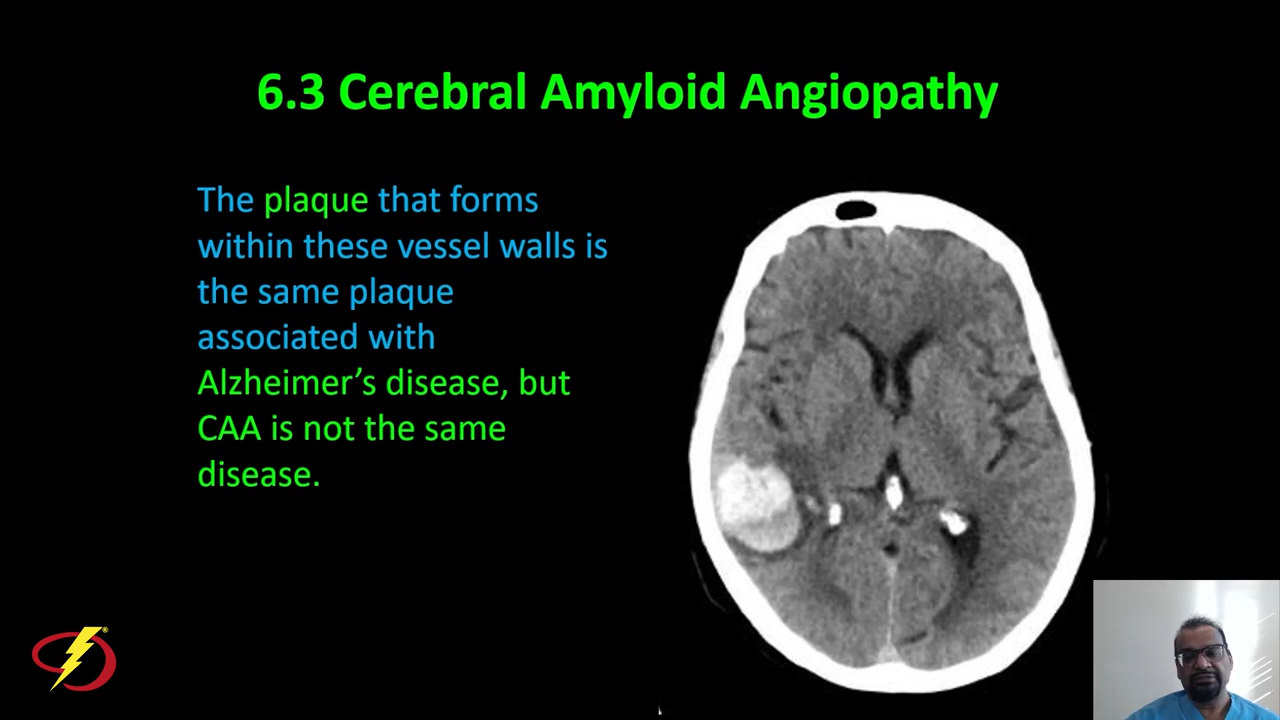 6.3 Cerebral Amyloid Angiopathy
The plaque that forms
within these vessel walls is
the same plaque
associated with
Alzheimer’s disease, but
CAA is not the same
disease.